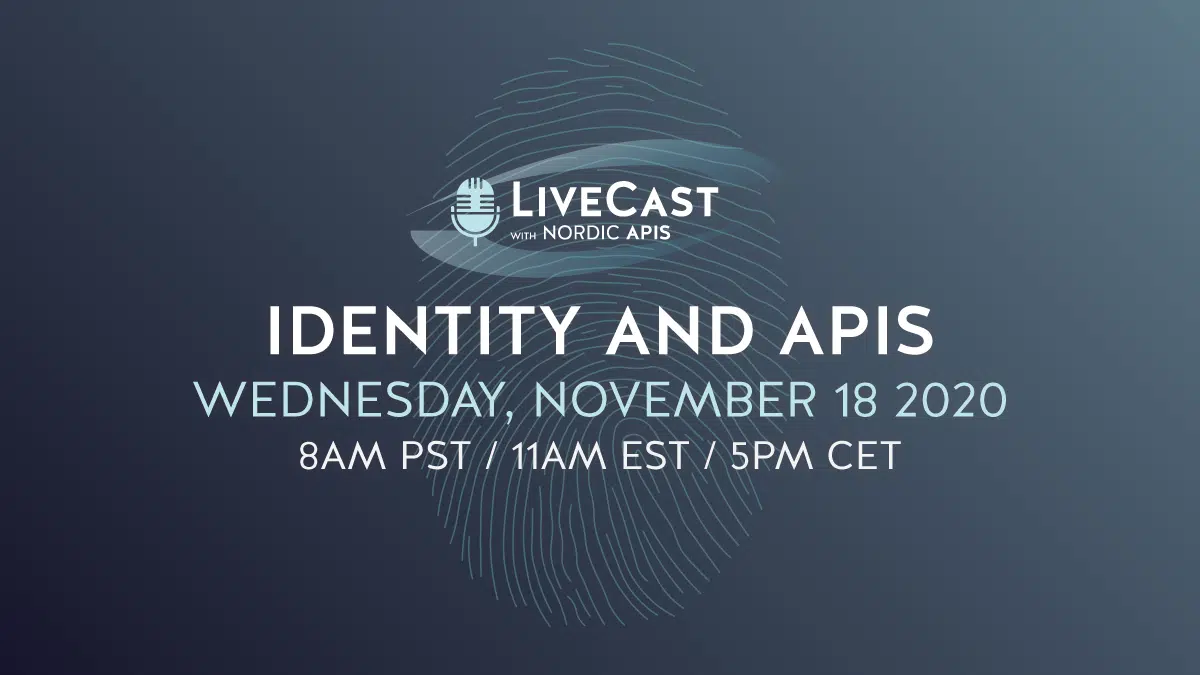 LIVECAST
WITH NORDIC APIS
IDENTITY AND APIS
WEDNESDAY, NOVEMBER 18 2020
8AM PST / 11AM EST / 5PM CET